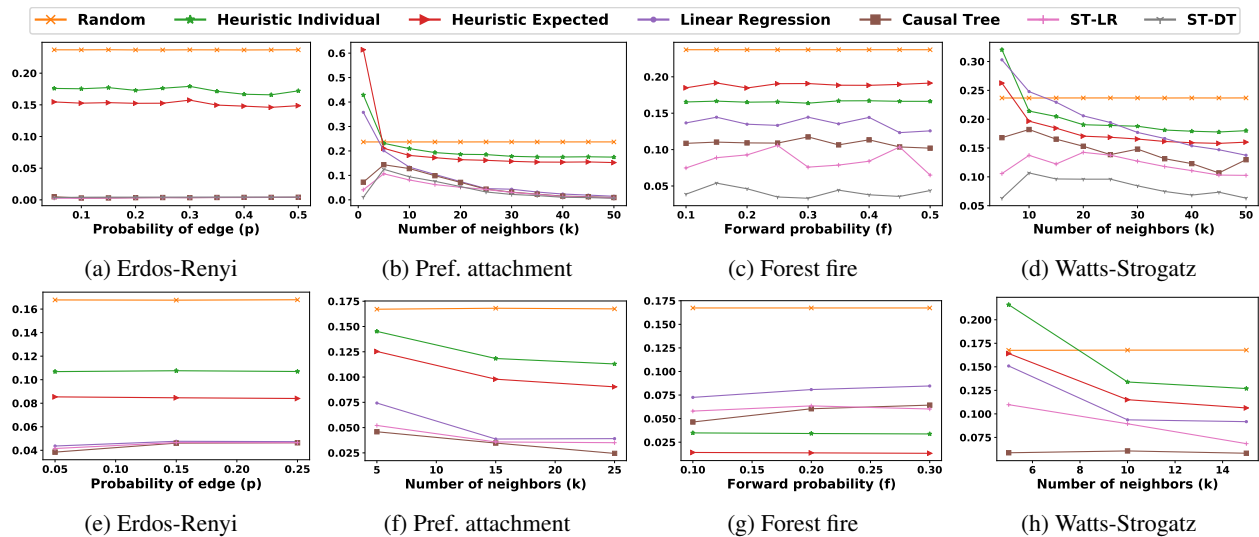 Random Heuristic Individual Heuristic Expected Linear Regression Causal Tree ST-LR ST-DT
0.20
0.15
0.10
0.05
0.00
0.1 0.2 0.3 0.4 0.5
Probability of edge (p)
(a) Erdos-Renyi
0.6
0.5
0.4
0.3
0.2
0.1
0.0
0 10 20 30 40 50
Number of neighbors (k)
(b) Pref. attachment
0.20
0.15
0.10
0.05
0.1 0.2 0.3 0.4 0.5
Forward probability (f)
(c) Forest fire
0.30
0.25
0.20
0.15
0.10
0.05
10 20 30 40 50
Number of neighbors (k)
(d) Watts-Strogatz
0.16
0.14
0.12
0.10
0.08
0.06
0.04
0.05 0.10 0.15 0.20 0.25
Probability of edge (p)
(e) Erdos-Renyi
0.175
0.150
0.125
0.100
0.075
0.050
0.025
5 10 15 20 25
Number of neighbors (k)
(f) Pref. attachment
0.175
0.150
0.125
0.100
0.075
0.050
0.025
0.10 0.15 0.20 0.25 0.30
Forward probability (f)
(g) Forest fire
0.200
0.175
0.150
0.125
0.100
0.075
6 8 10 12 14
Number of neighbors (k)
(h) Watts-Strogatz